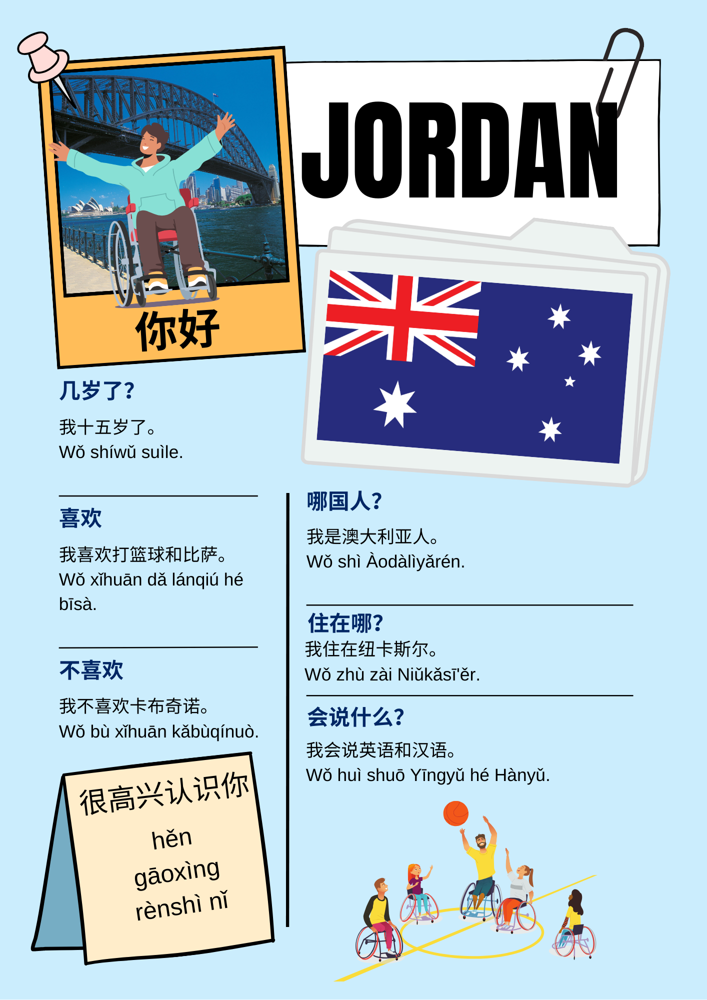 JORDAN
你好
几岁了？
我十五岁了。
Wǒ shíwǔ suìle.
喜欢
我喜欢打篮球和比萨。
Wǒ xǐhuān dǎ lánqiú hé
bīsà.
不喜欢
我不喜欢卡布奇诺。
Wǒ bù xǐhuān kǎbùqínuò.
很高兴认识你
hěn
gāoxìng
rènshì nǐ
哪国人？
我是澳大利亚人。
Wǒ shì Àodàlìyǎrén.
住在哪？
我住在纽卡斯尔。
Wǒ zhù zài Niǔkǎsī'ěr.
会说什么？
我会说英语和汉语。
Wǒ huì shuō Yīngyǔ hé Hànyǔ.